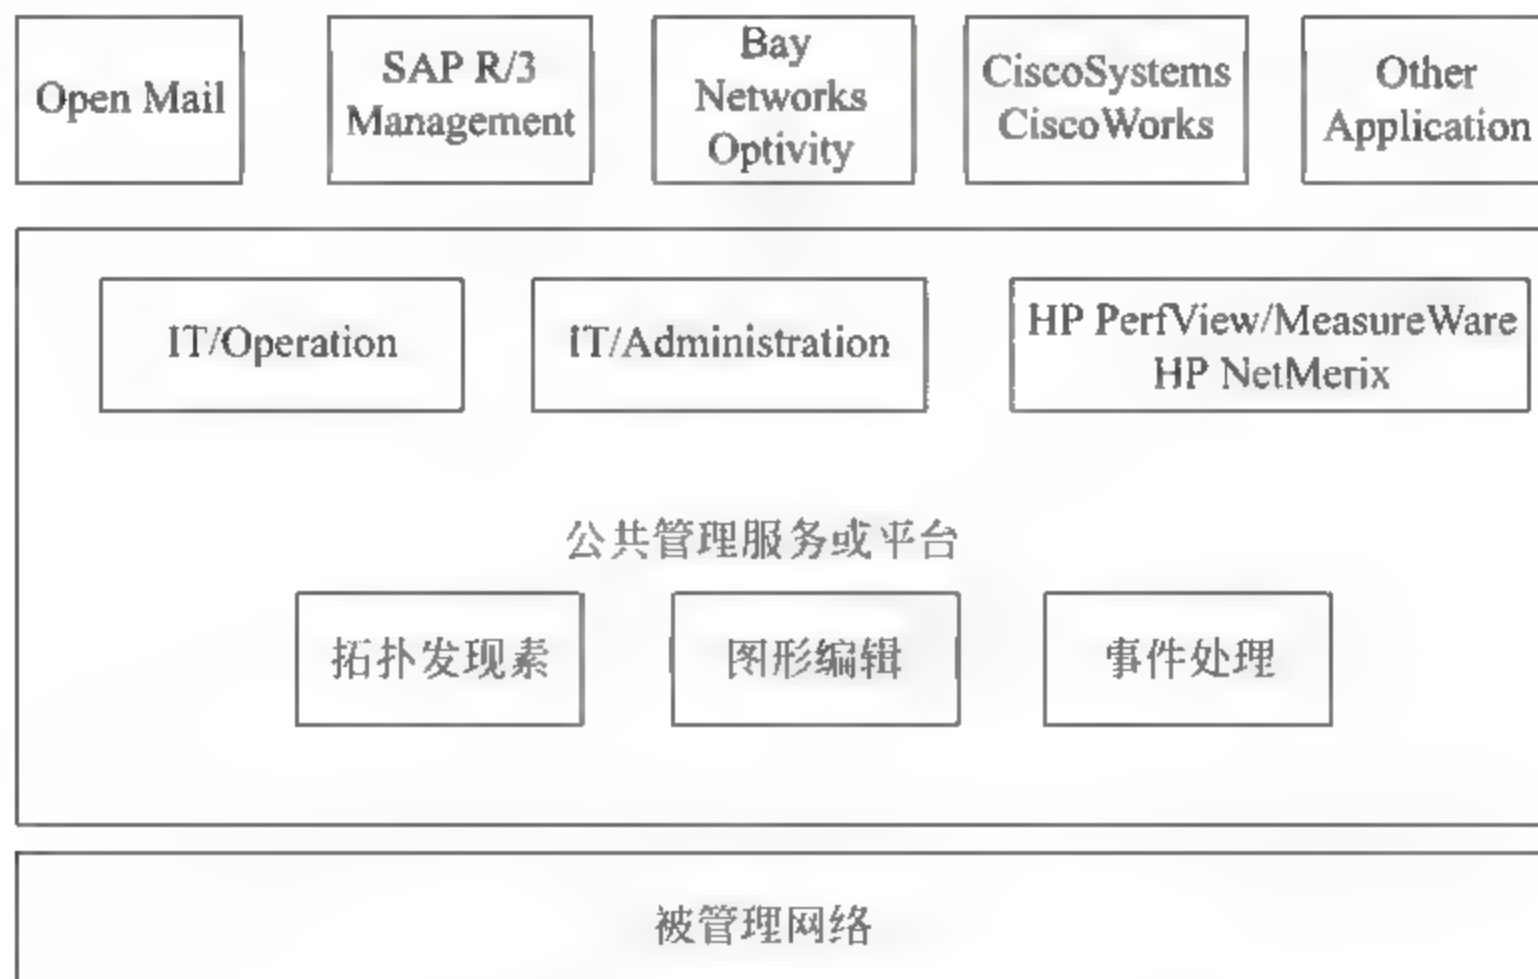 Open Mail
SAP R/3
Management
Bay
Networks
Optivity
CiscoSystems
CiscoWorks
Other
Application
IT/Operation
IT/Administration
HP PerfView/MeasureWare
HP NetMerix
公共管理服务或平台
拓扑发现素
图形编辑
事件处理
被管理网络